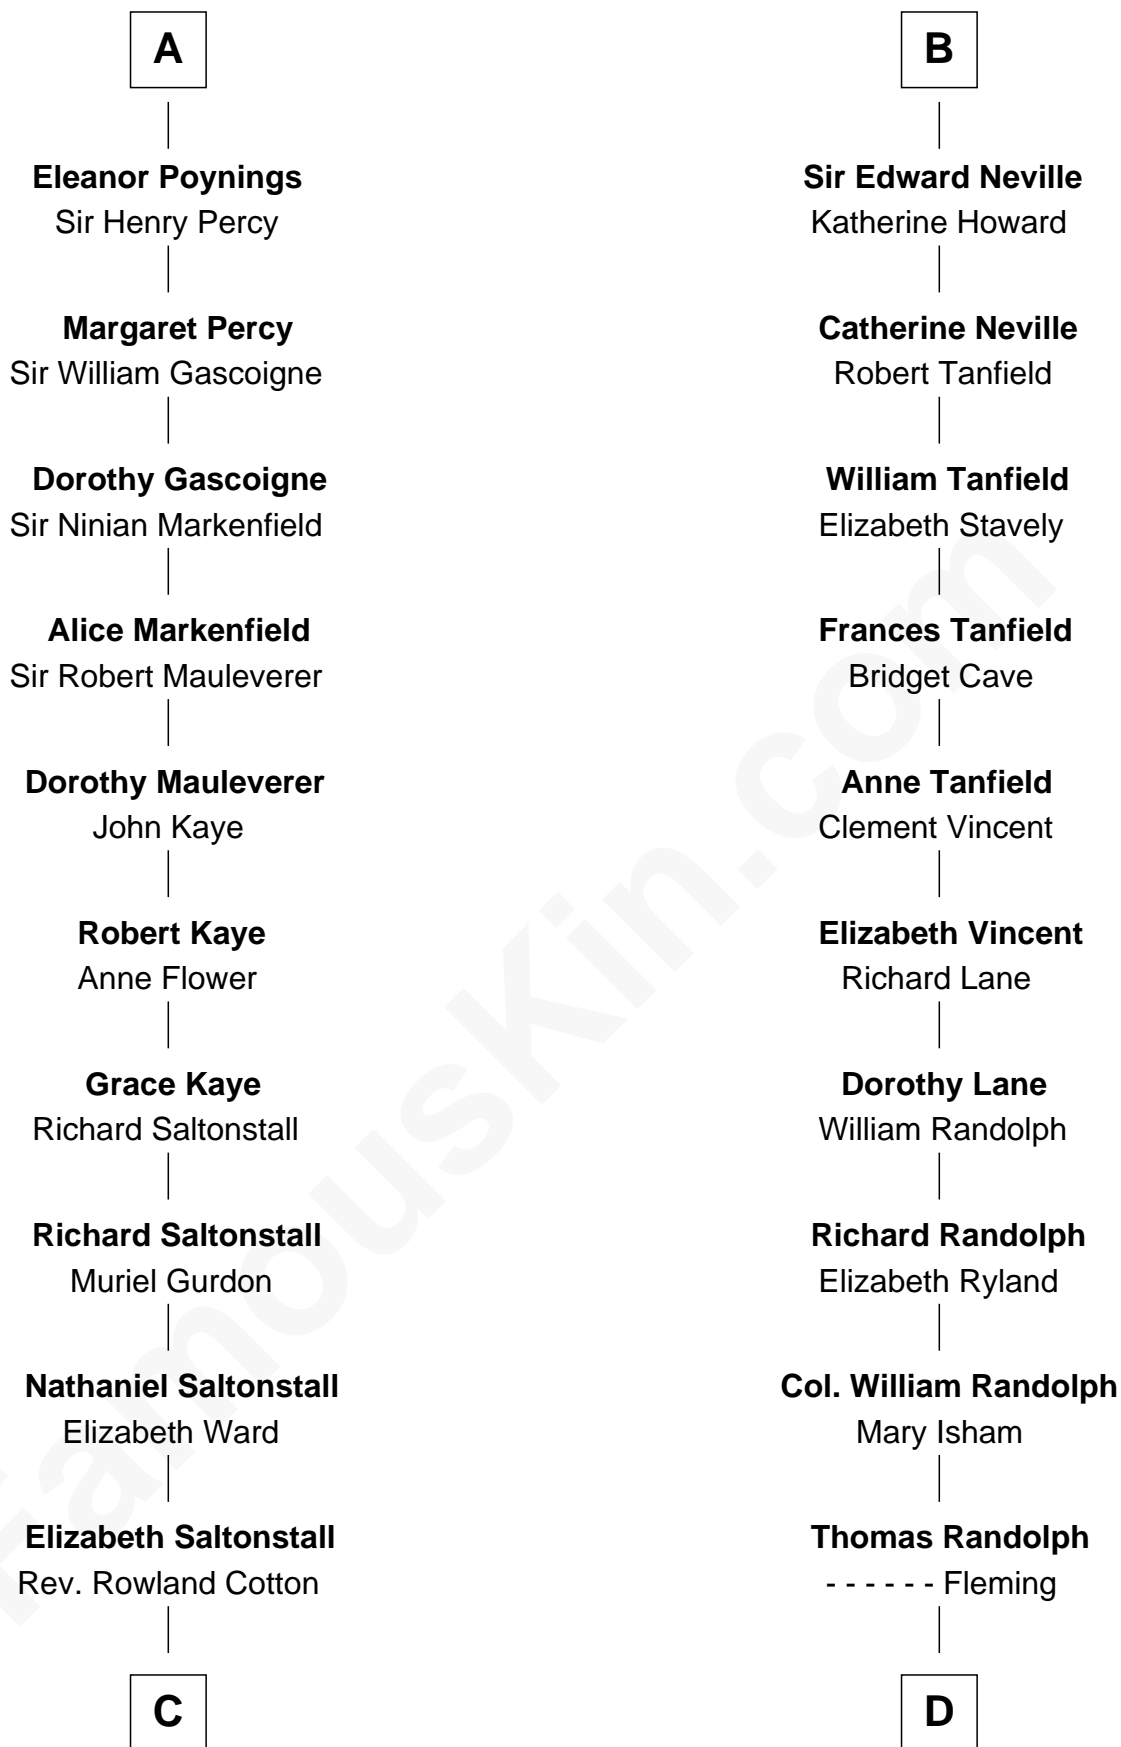 A
Eleanor Poynings
Sir Henry Percy
Margaret Percy
Sir William Gascoigne
Dorothy Gascoigne
Sir Ninian Markenfield
Alice Markenfield
Sir Robert Mauleverer
Dorothy Mauleverer
John Kaye
Robert Kaye
Anne Flower
Grace Kaye
Richard Saltonstall
Richard Saltonstall
Muriel Gurdon
Nathaniel Saltonstall
Elizabeth Ward
Elizabeth Saltonstall
Rev. Rowland Cotton
C
B
Sir Edward Neville
Katherine Howard
Catherine Neville
Robert Tanfield
William Tanfield
Elizabeth Stavely
Frances Tanfield
Bridget Cave
Anne Tanfield
Clement Vincent
Elizabeth Vincent
Richard Lane
Dorothy Lane
William Randolph
Richard Randolph
Elizabeth Ryland
Col. William Randolph
Mary Isham
Thomas Randolph
- - - - - - Fleming
D
FamousKin.com